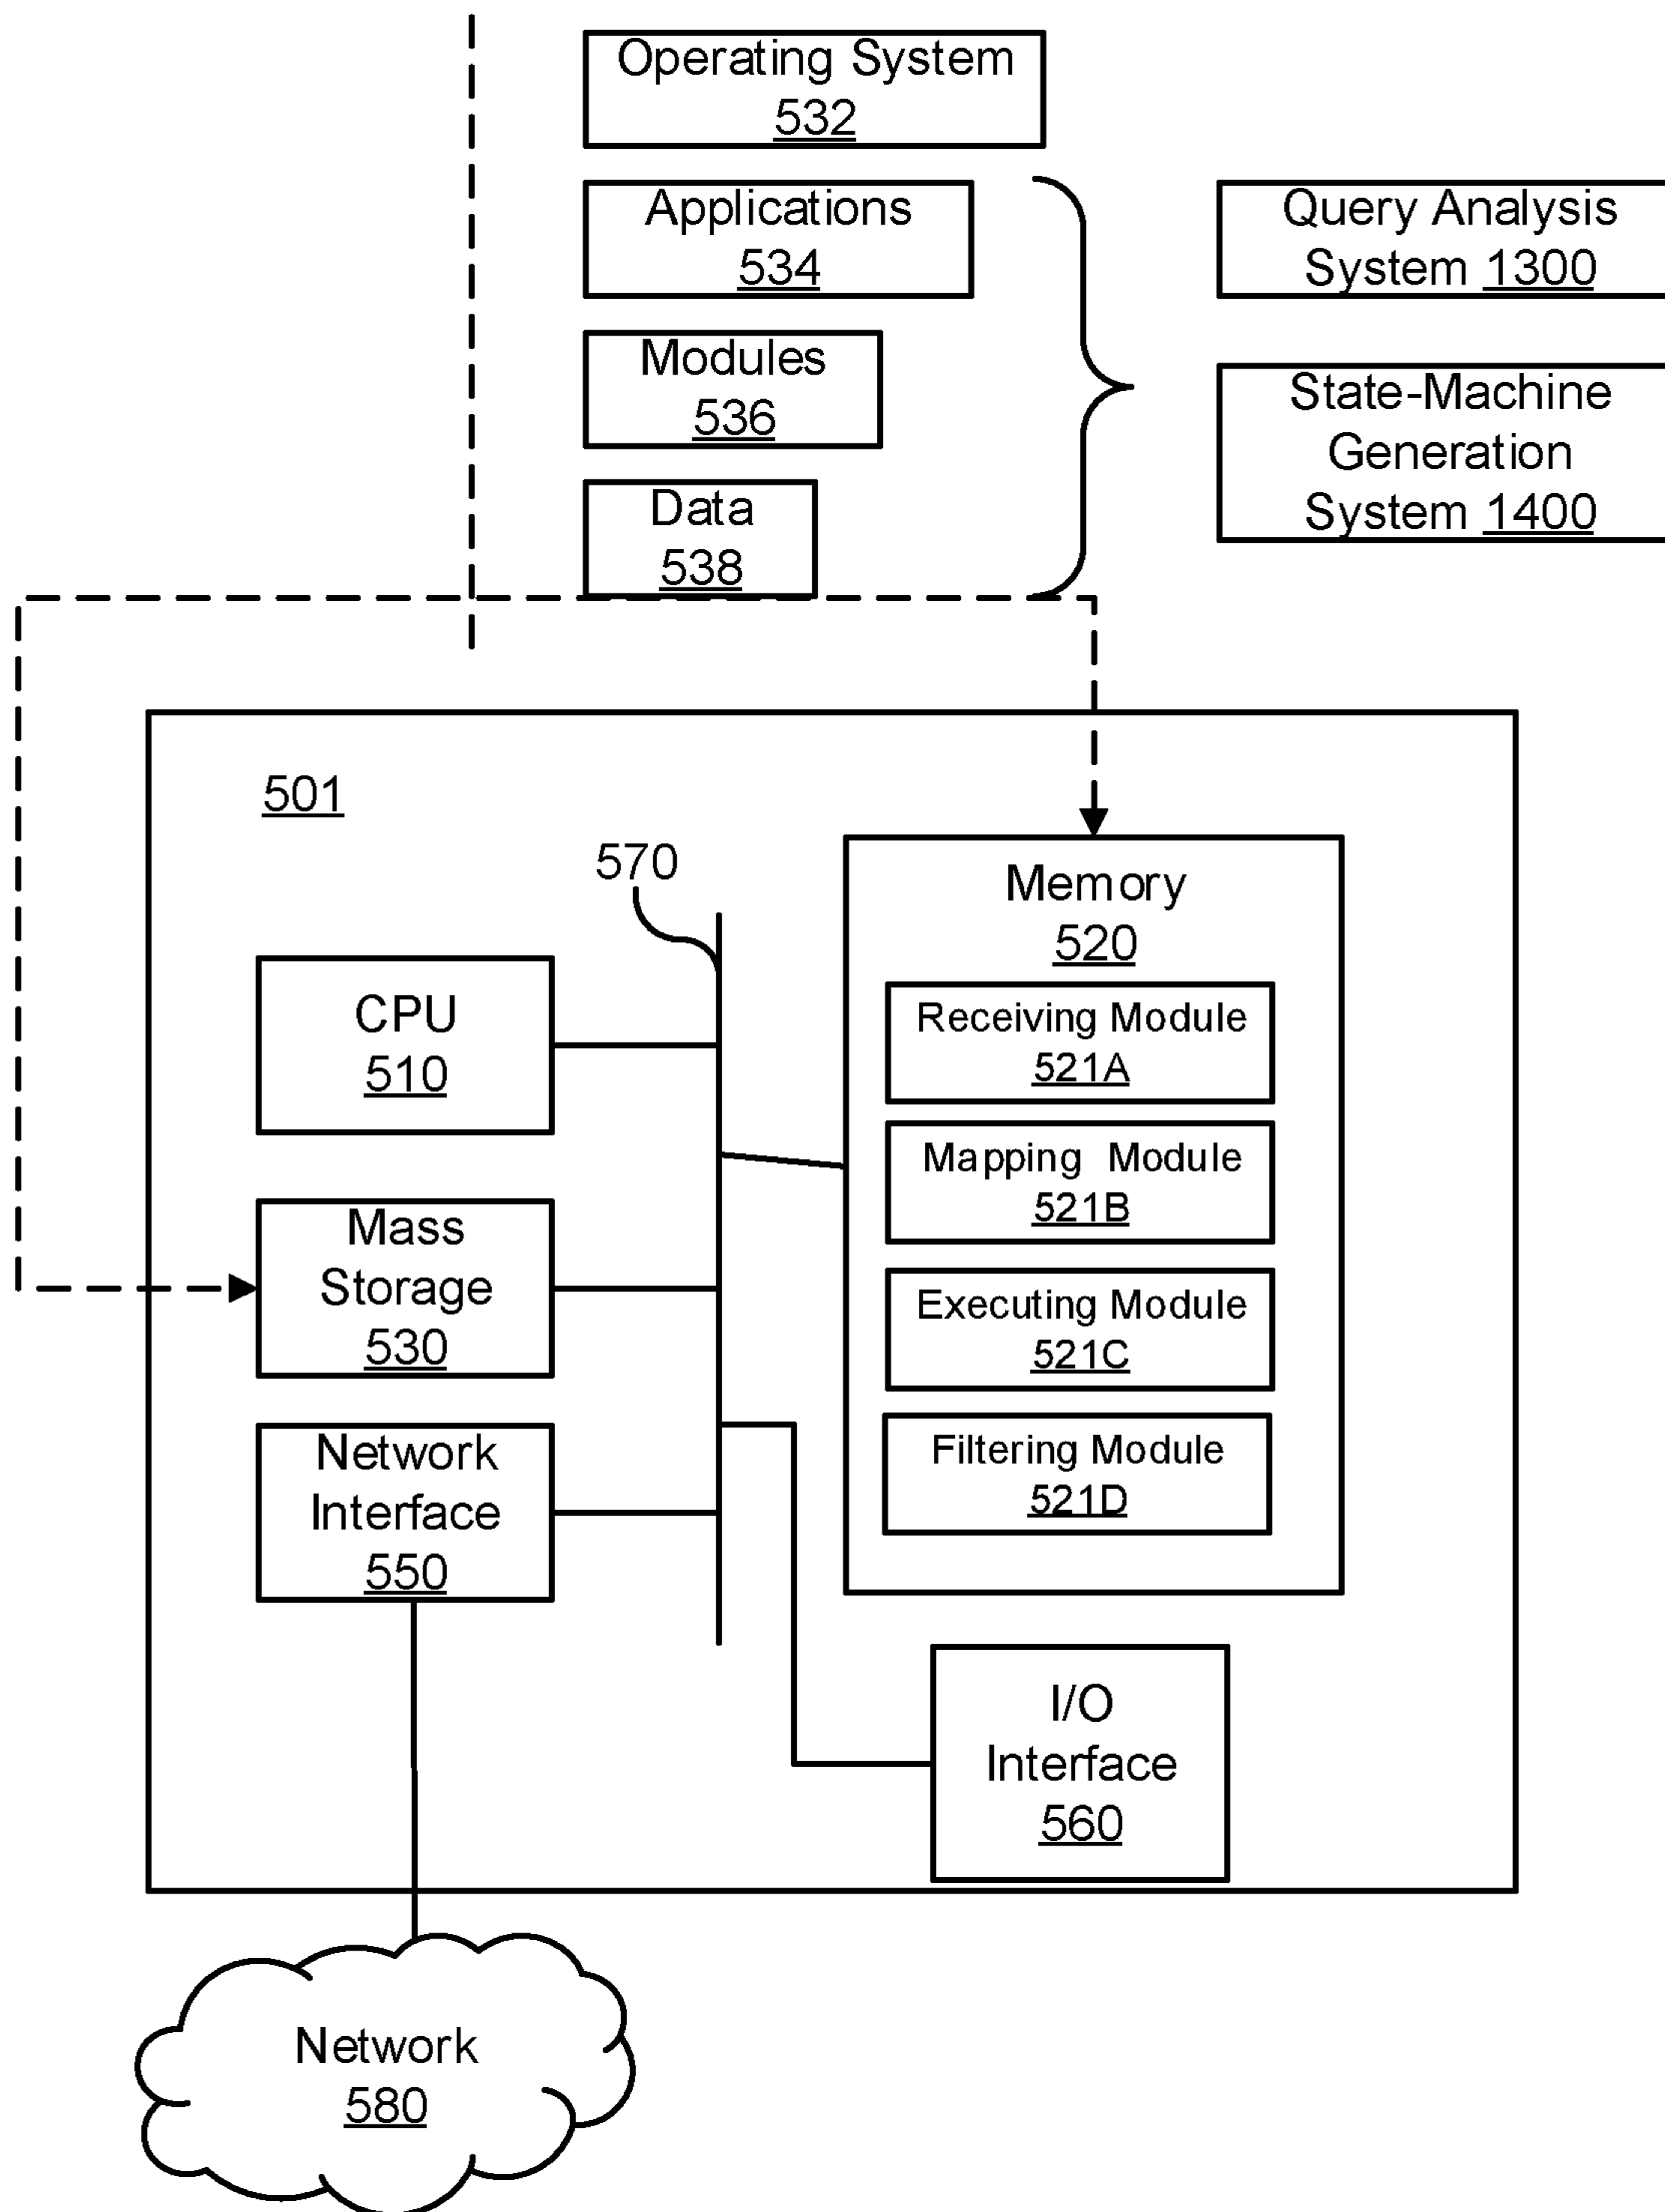 Operating System
532
Applications
534
Modules
536
Data
538
Query Analysis
System 1300
State-Machine
Generation
System 1400
501
570
CPU
510
Mass
Storage
530
Network
Interface
550
Memory
520
Receiving Module
521A
Mapping Module
521B
Executing Module
521C
Filtering Module
521D
I/O
Interface
560
Network
580